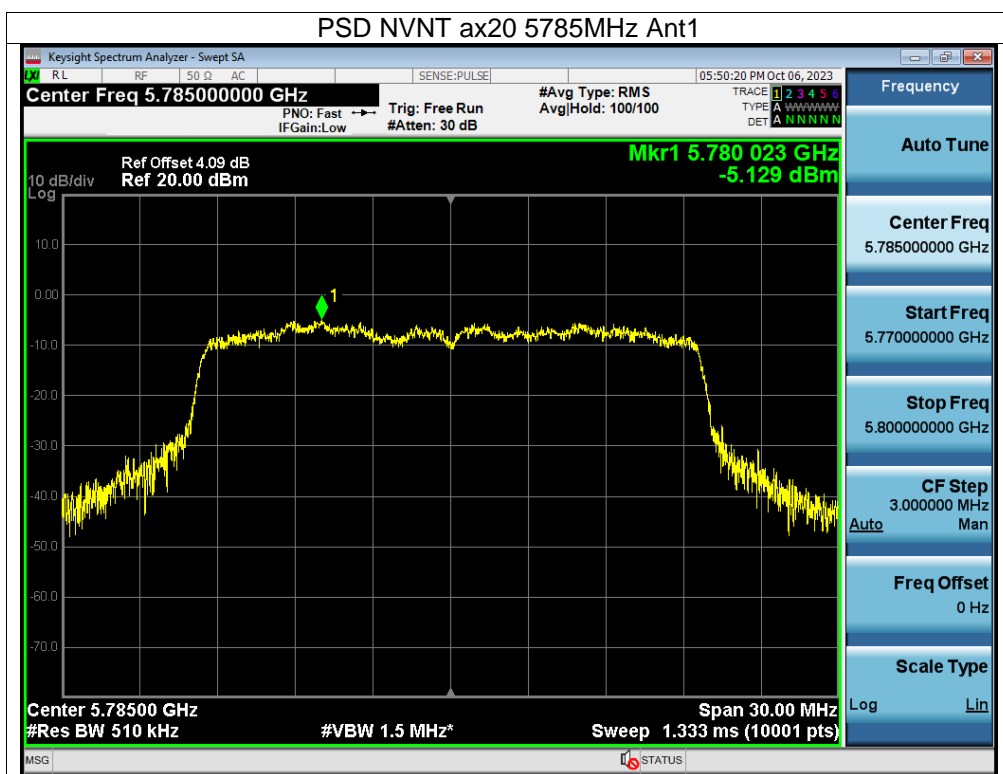 PSD NVNT ax20 5785MHz Ant1
Keysight Spectrum Analyzer - Swept SA
LXI RL RF 50 Ω AC SENSE:PULSE 05:50:20 PM Oct 06, 2023
Center Freq 5.785000000 GHz #Avg Type: RMS TRACE 1 2 3 4 5 6
PNO: Fast Trig: Free Run Avg|Hold: 100/100 TYPE A WWWWW
IFGain:Low #Atten: 30 dB DET A N N N N N
Ref Offset 4.09 dB Mkr1 5.780 023 GHz
10 dB/div Ref 20.00 dBm -5.129 dBm
Log
10.0
0.00
1
-10.0
-20.0
-30.0
-40.0
-50.0
-60.0
-70.0
Center 5.78500 GHz Span 30.00 MHz
#Res BW 510 kHz #VBW 1.5 MHz* Sweep 1.333 ms (10001 pts)
MSG STATUS
Frequency
Auto Tune
Center Freq
5.785000000 GHz
Start Freq
5.770000000 GHz
Stop Freq
5.800000000 GHz
CF Step
3.000000 MHz
Auto Man
Freq Offset
0 Hz
Scale Type
Log Lin